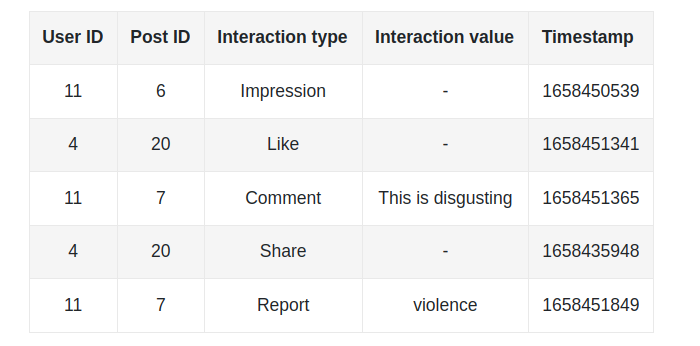 User ID Post ID Interaction type Interaction value Timestamp
11 6 Impression - 1658450539
4 20 Like - 1658451341
11 7 Comment This is disgusting 1658451365
4 20 Share - 1658435948
11 7 Report violence 1658451849